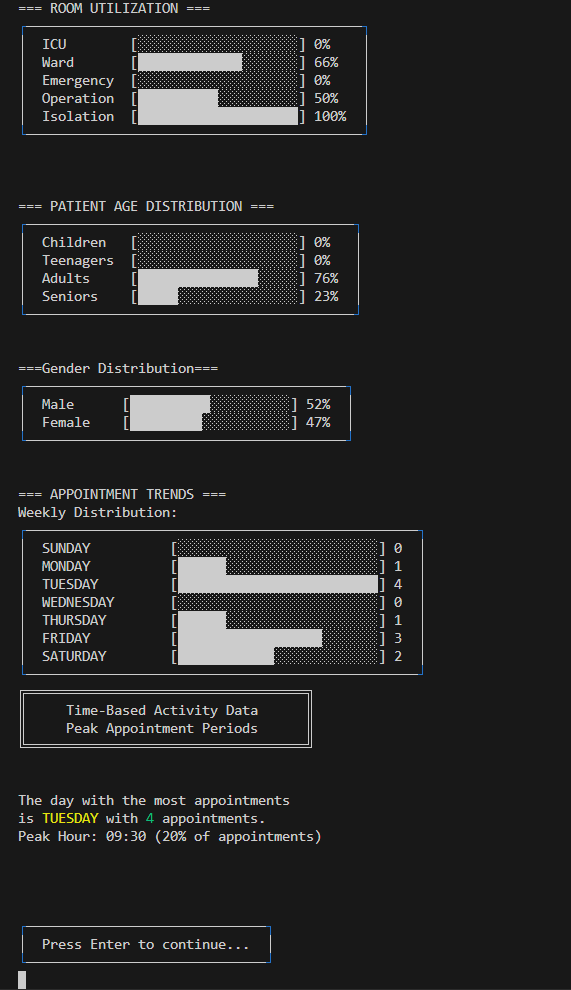 === ROOM UTILIZATION ===
ICU [ ] 0%
Ward [ ] 66%
Emergency [ ] 0%
Operation [ ] 50%
Isolation [ ] 100%
=== PATIENT AGE DISTRIBUTION ===
Children [ ] 0%
Teenagers [ ] 0%
Adults [ ] 76%
Seniors [ ] 23%
===Gender Distribution===
Male [ ] 52%
Female [ ] 47%
=== APPOINTMENT TRENDS ===
Weekly Distribution:
SUNDAY [ ] 0
MONDAY [ ] 1
TUESDAY [ ] 4
WEDNESDAY [ ] 0
THURSDAY [ ] 1
FRIDAY [ ] 3
SATURDAY [ ] 2
Time-Based Activity Data
Peak Appointment Periods
The day with the most appointments
is TUESDAY with 4 appointments.
Peak Hour: 09:30 (20% of appointments)
Press Enter to continue...